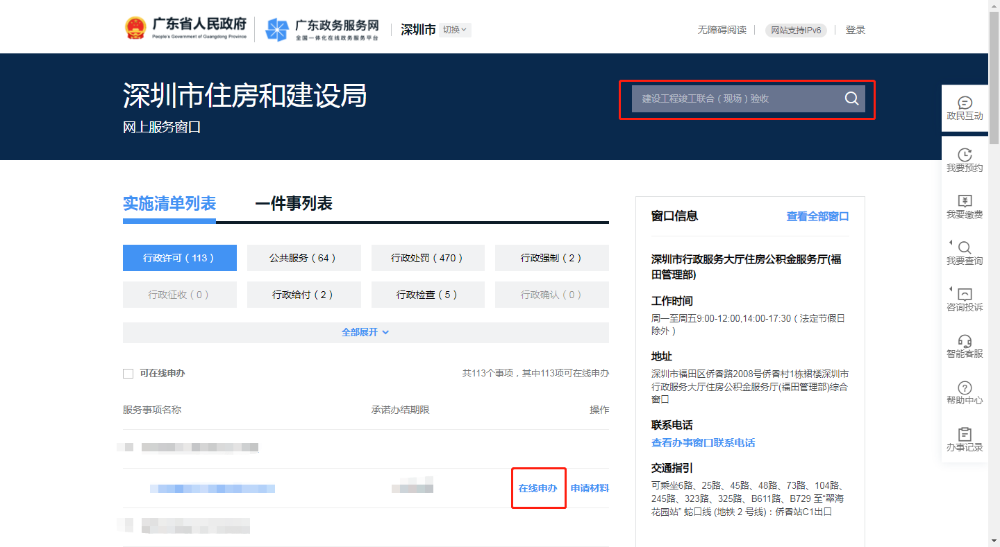 广东省人民政府
People's Government of Guangdong Province
广东政务服务网
全国一体化在线政务服务平台
深圳市 切换
无障碍阅读 网站支持IPv6 登录
深圳市住房和建设局
网上服务窗口
建设工程竣工联合（现场）验收
实施清单列表 一件事列表
行政许可（113） 公共服务（64） 行政处罚（470） 行政强制（2）
行政征收（0） 行政给付（2） 行政检查（5） 行政确认（0）
全部展开
可在线申办 共113个事项，其中113项可在线申办
服务事项名称 承诺办结期限 操作
在线申办 申请材料
窗口信息 查看全部窗口
深圳市行政服务大厅住房公积金服务厅(福
田管理部)
工作时间
周一至周五9:00-12:00,14:00-17:30（法定节假日
除外）
地址
深圳市福田区侨香路2008号侨香村1栋裙楼深圳市
行政服务大厅住房公积金服务厅(福田管理部)综合
窗口
联系电话
查看办事窗口联系电话
交通指引
可乘坐6路、25路、45路、48路、73路、104路、
245路、323路、325路、B611路、B729 至“翠海
花园站” 蛇口线 (地铁 2 号线)：侨香站C1出口
政民互动
我要预约
我要缴费
我要查询
咨询投诉
智能客服
帮助中心
办事记录